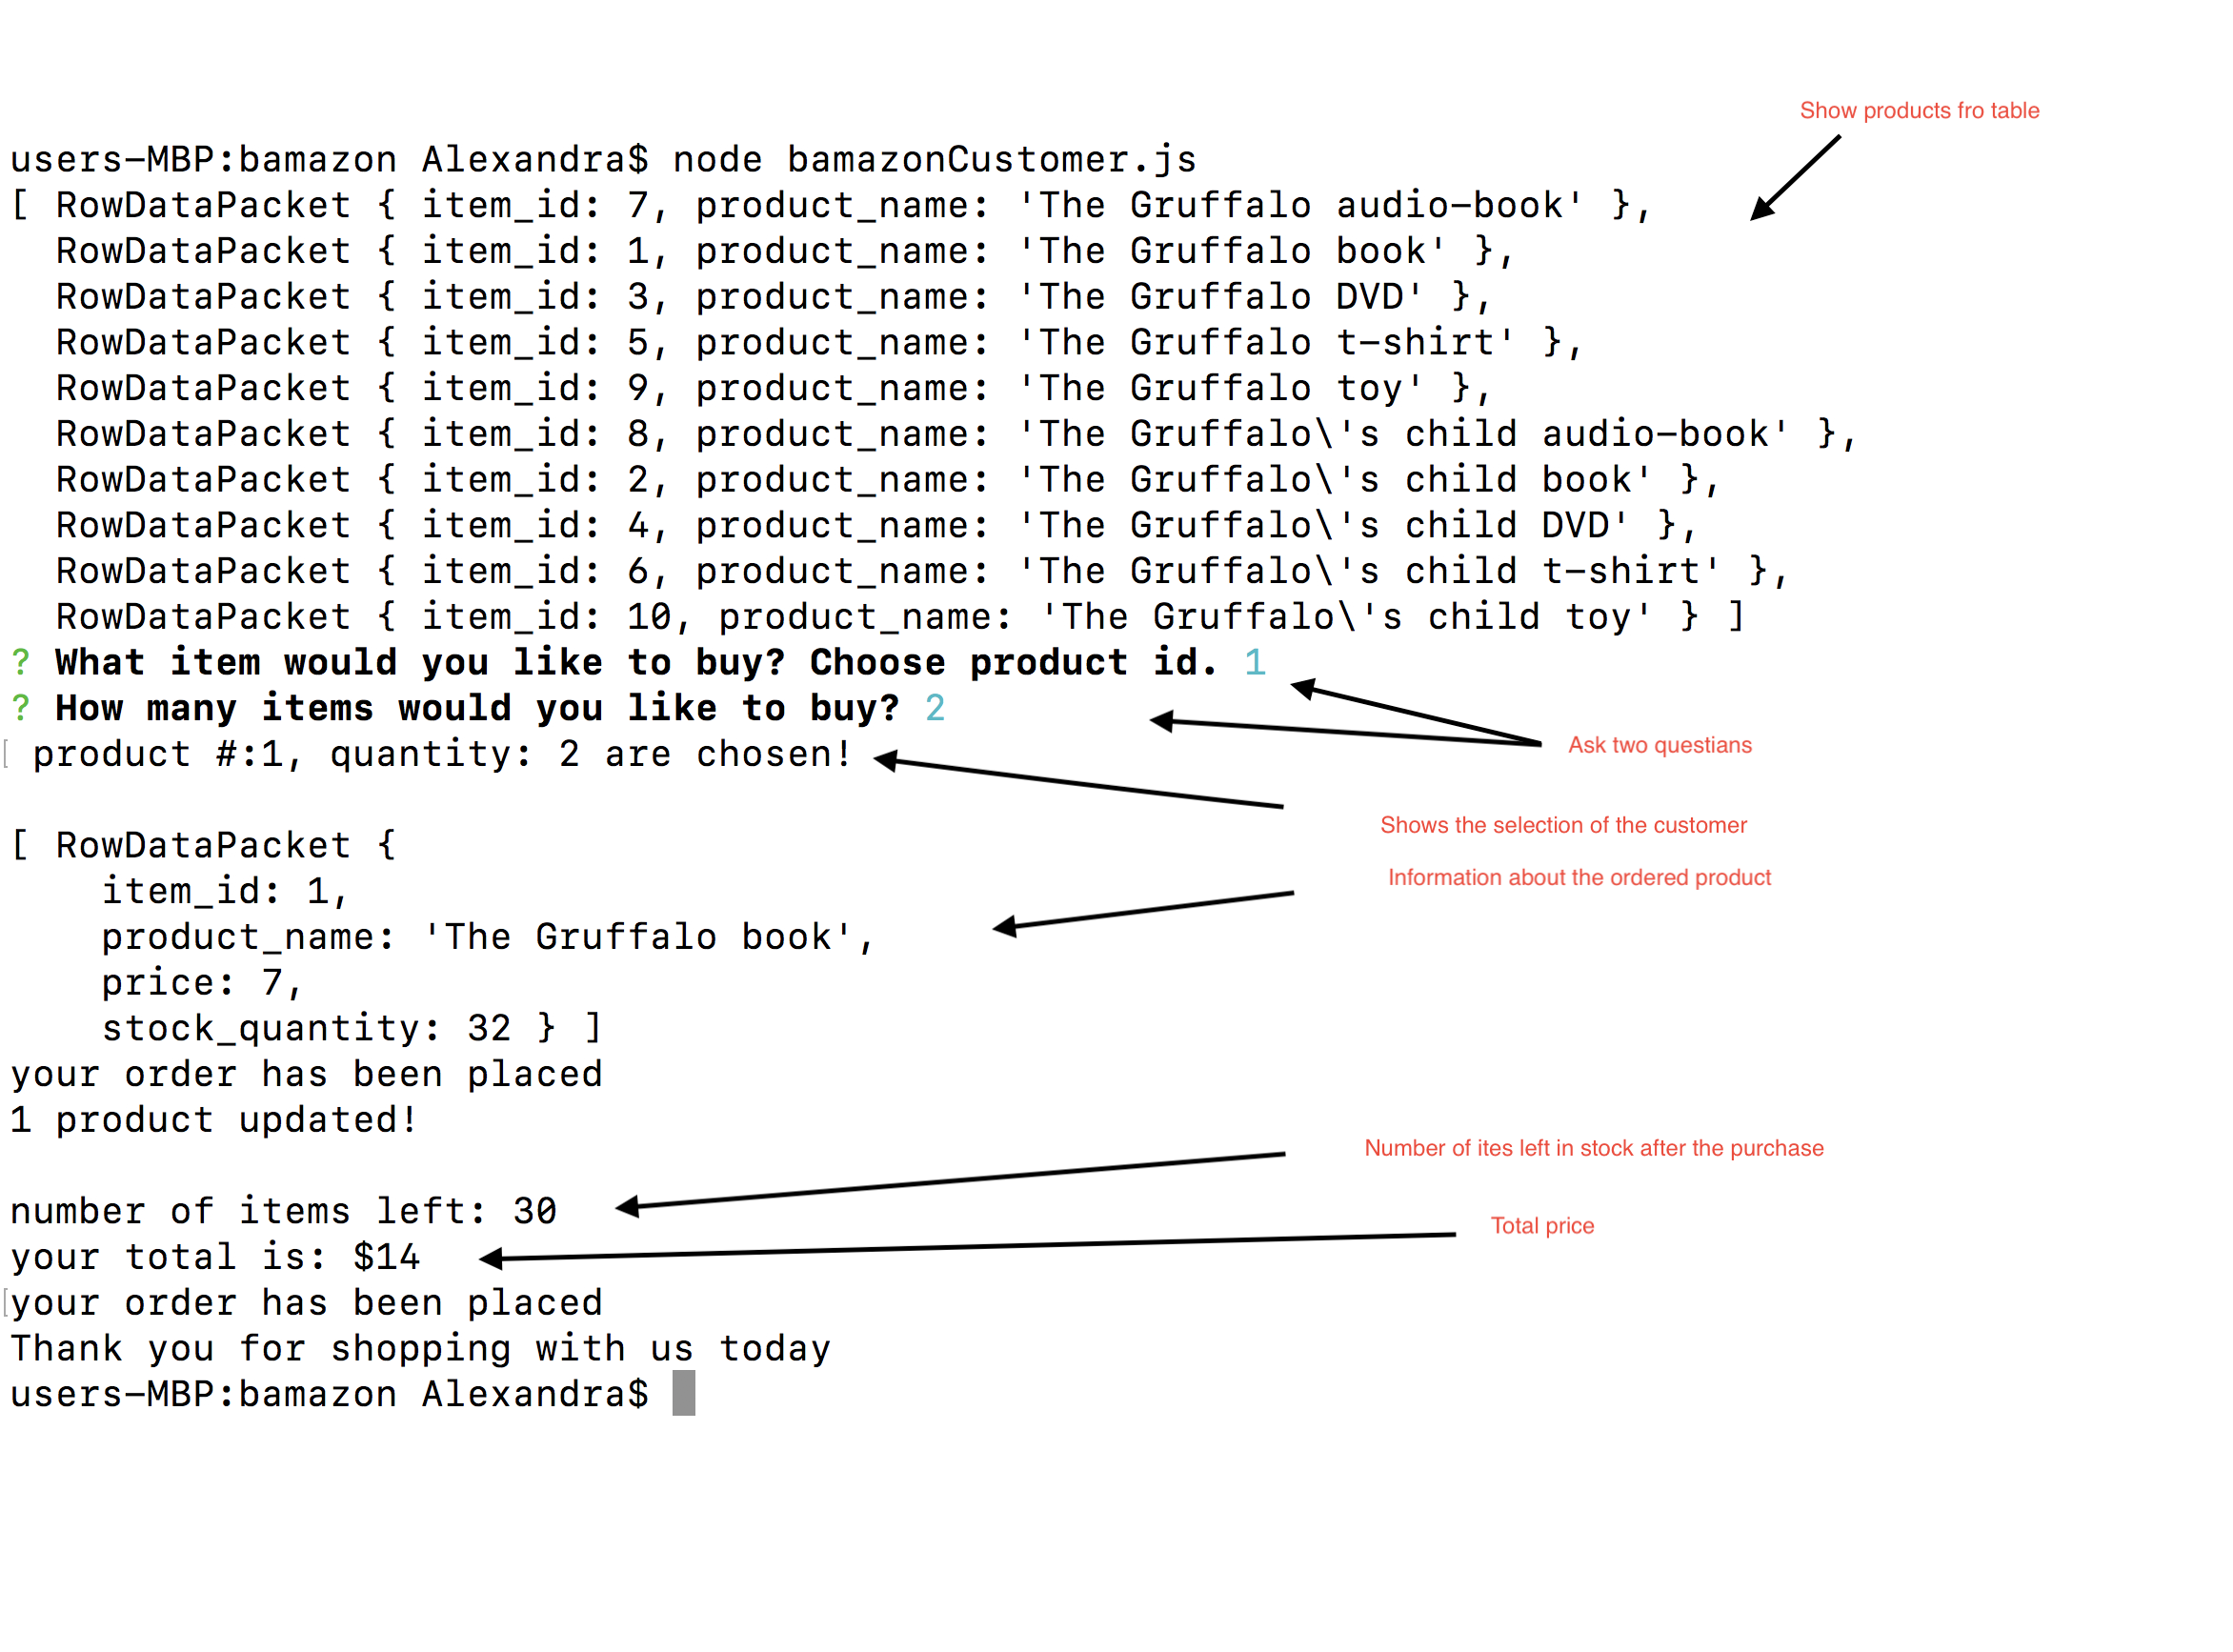 Show products fro table
users-MBP:bamazon Alexandra$ node bamazonCustomer.js
[ RowDataPacket { item_id: 7, product_name: 'The Gruffalo audio-book' },
RowDataPacket { item_id: 1, product_name: 'The Gruffalo book' },
RowDataPacket { item_id: 3, product_name: 'The Gruffalo DVD' },
RowDataPacket { item_id: 5, product_name: 'The Gruffalo t-shirt' },
RowDataPacket { item_id: 9, product_name: 'The Gruffalo toy' },
RowDataPacket { item_id: 8, product_name: 'The Gruffalo\'s child audio-book' },
RowDataPacket { item_id: 2, product_name: 'The Gruffalo\'s child book' },
RowDataPacket { item_id: 4, product_name: 'The Gruffalo\'s child DVD' },
RowDataPacket { item_id: 6, product_name: 'The Gruffalo\'s child t-shirt' },
RowDataPacket { item_id: 10, product_name: 'The Gruffalo\'s child toy' } ]
? What item would you like to buy? Choose product id. 1
? How many items would you like to buy? 2
Ask two questians
[ product #:1, quantity: 2 are chosen!
Shows the selection of the customer
[ RowDataPacket {
Information about the ordered product
item_id: 1,
product_name: 'The Gruffalo book',
price: 7,
stock_quantity: 32 } ]
your order has been placed
1 product updated!
Number of ites left in stock after the purchase
number of items left: 30
Total price
your total is: $14
[your order has been placed
Thank you for shopping with us today
users-MBP:bamazon Alexandra$